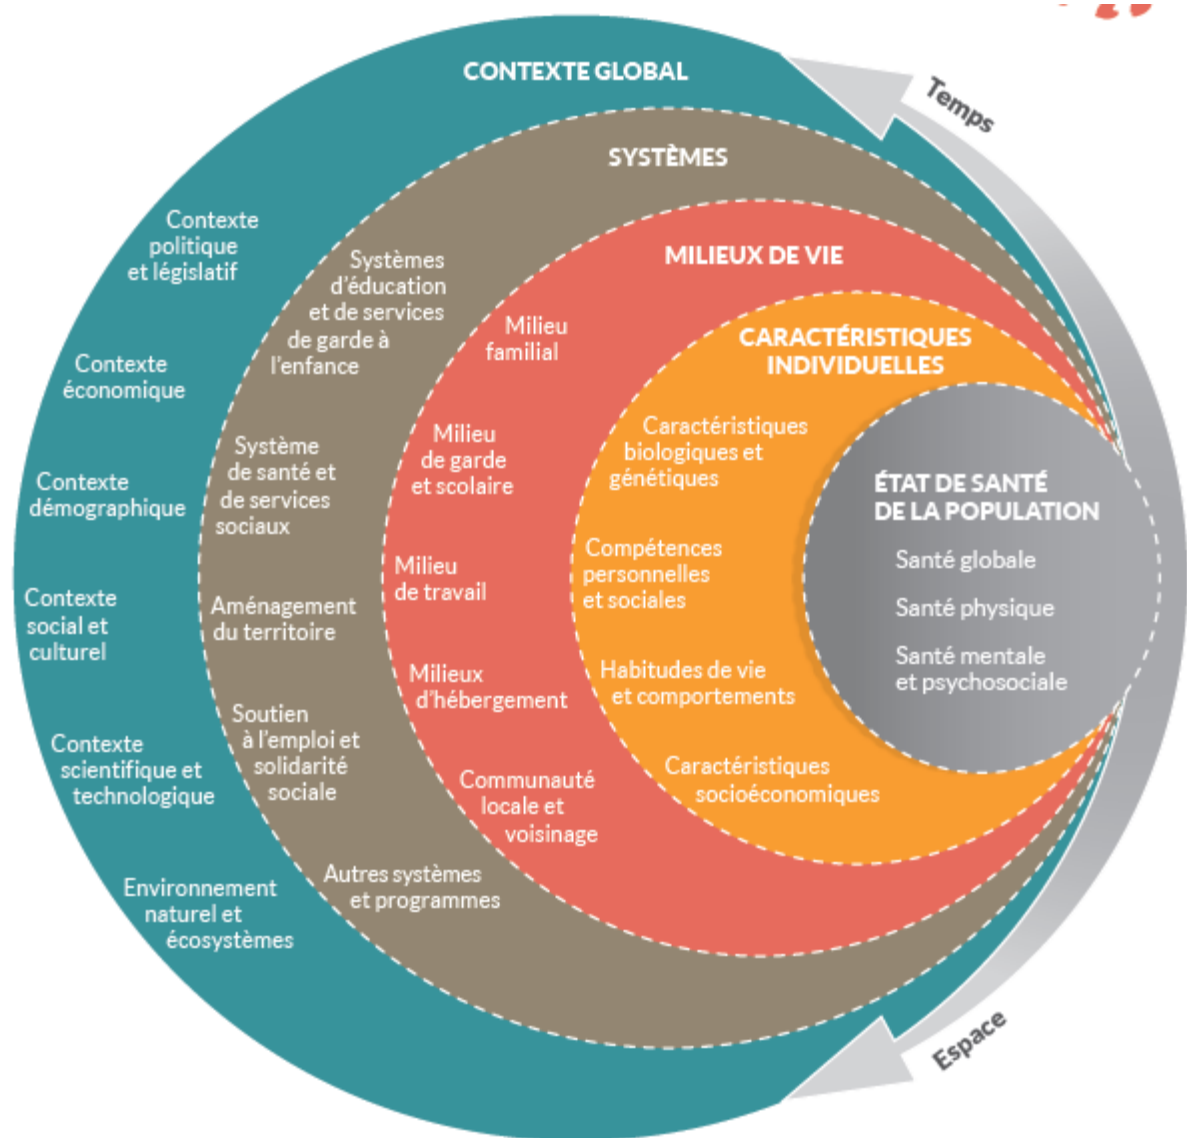 CONTEXTE GLOBAL
Temps
SYSTÈMES
MILIEUX DE VIE
CARACTÉRISTIQUES
INDIVIDUELLES
ÉTAT DE SANTÉ
DE LA POPULATION
Santé globale
Santé physique
Santé mentale
et psychosociale
Contexte
politique
et législatif
Contexte
économique
Contexte
démographique
Contexte
social et
culturel
Contexte
scientifique et
technologique
Environnement
naturel et
écosystèmes
Systèmes
d'éducation
et de services
de garde à
l'enfance
Système
de santé et
de services
sociaux
Aménagement
du territoire
Soutien
à l'emploi et
solidarité
sociale
Autres systèmes
et programmes
Milieu
familial
Milieu
de garde
et scolaire
Milieu
de travail
Milieux
d'hébergement
Communauté
locale et
voisinage
Caractéristiques
biologiques et
génétiques
Compétences
personnelles
et sociales
Habitudes de vie
et comportements
Caractéristiques
socioéconomiques
Espace